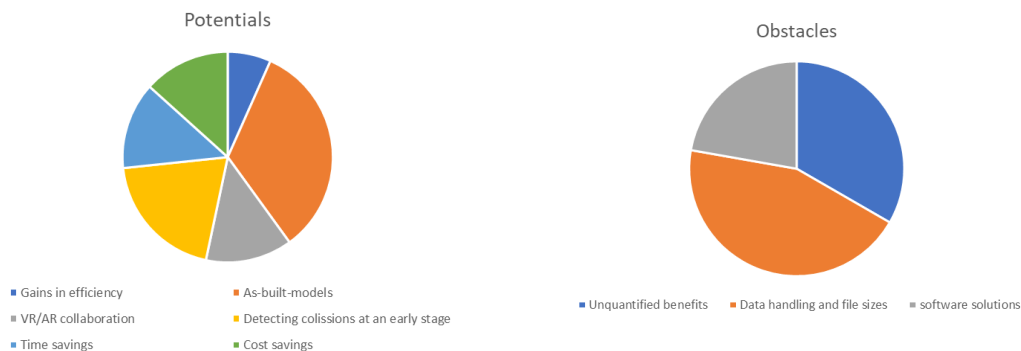 Potentials
Gains in efficiency
As-built-models
VR/AR collaboration
Detecting colissions at an early stage
Time savings
Cost savings
Obstacles
Unquantified benefits
Data handling and file sizes
software solutions